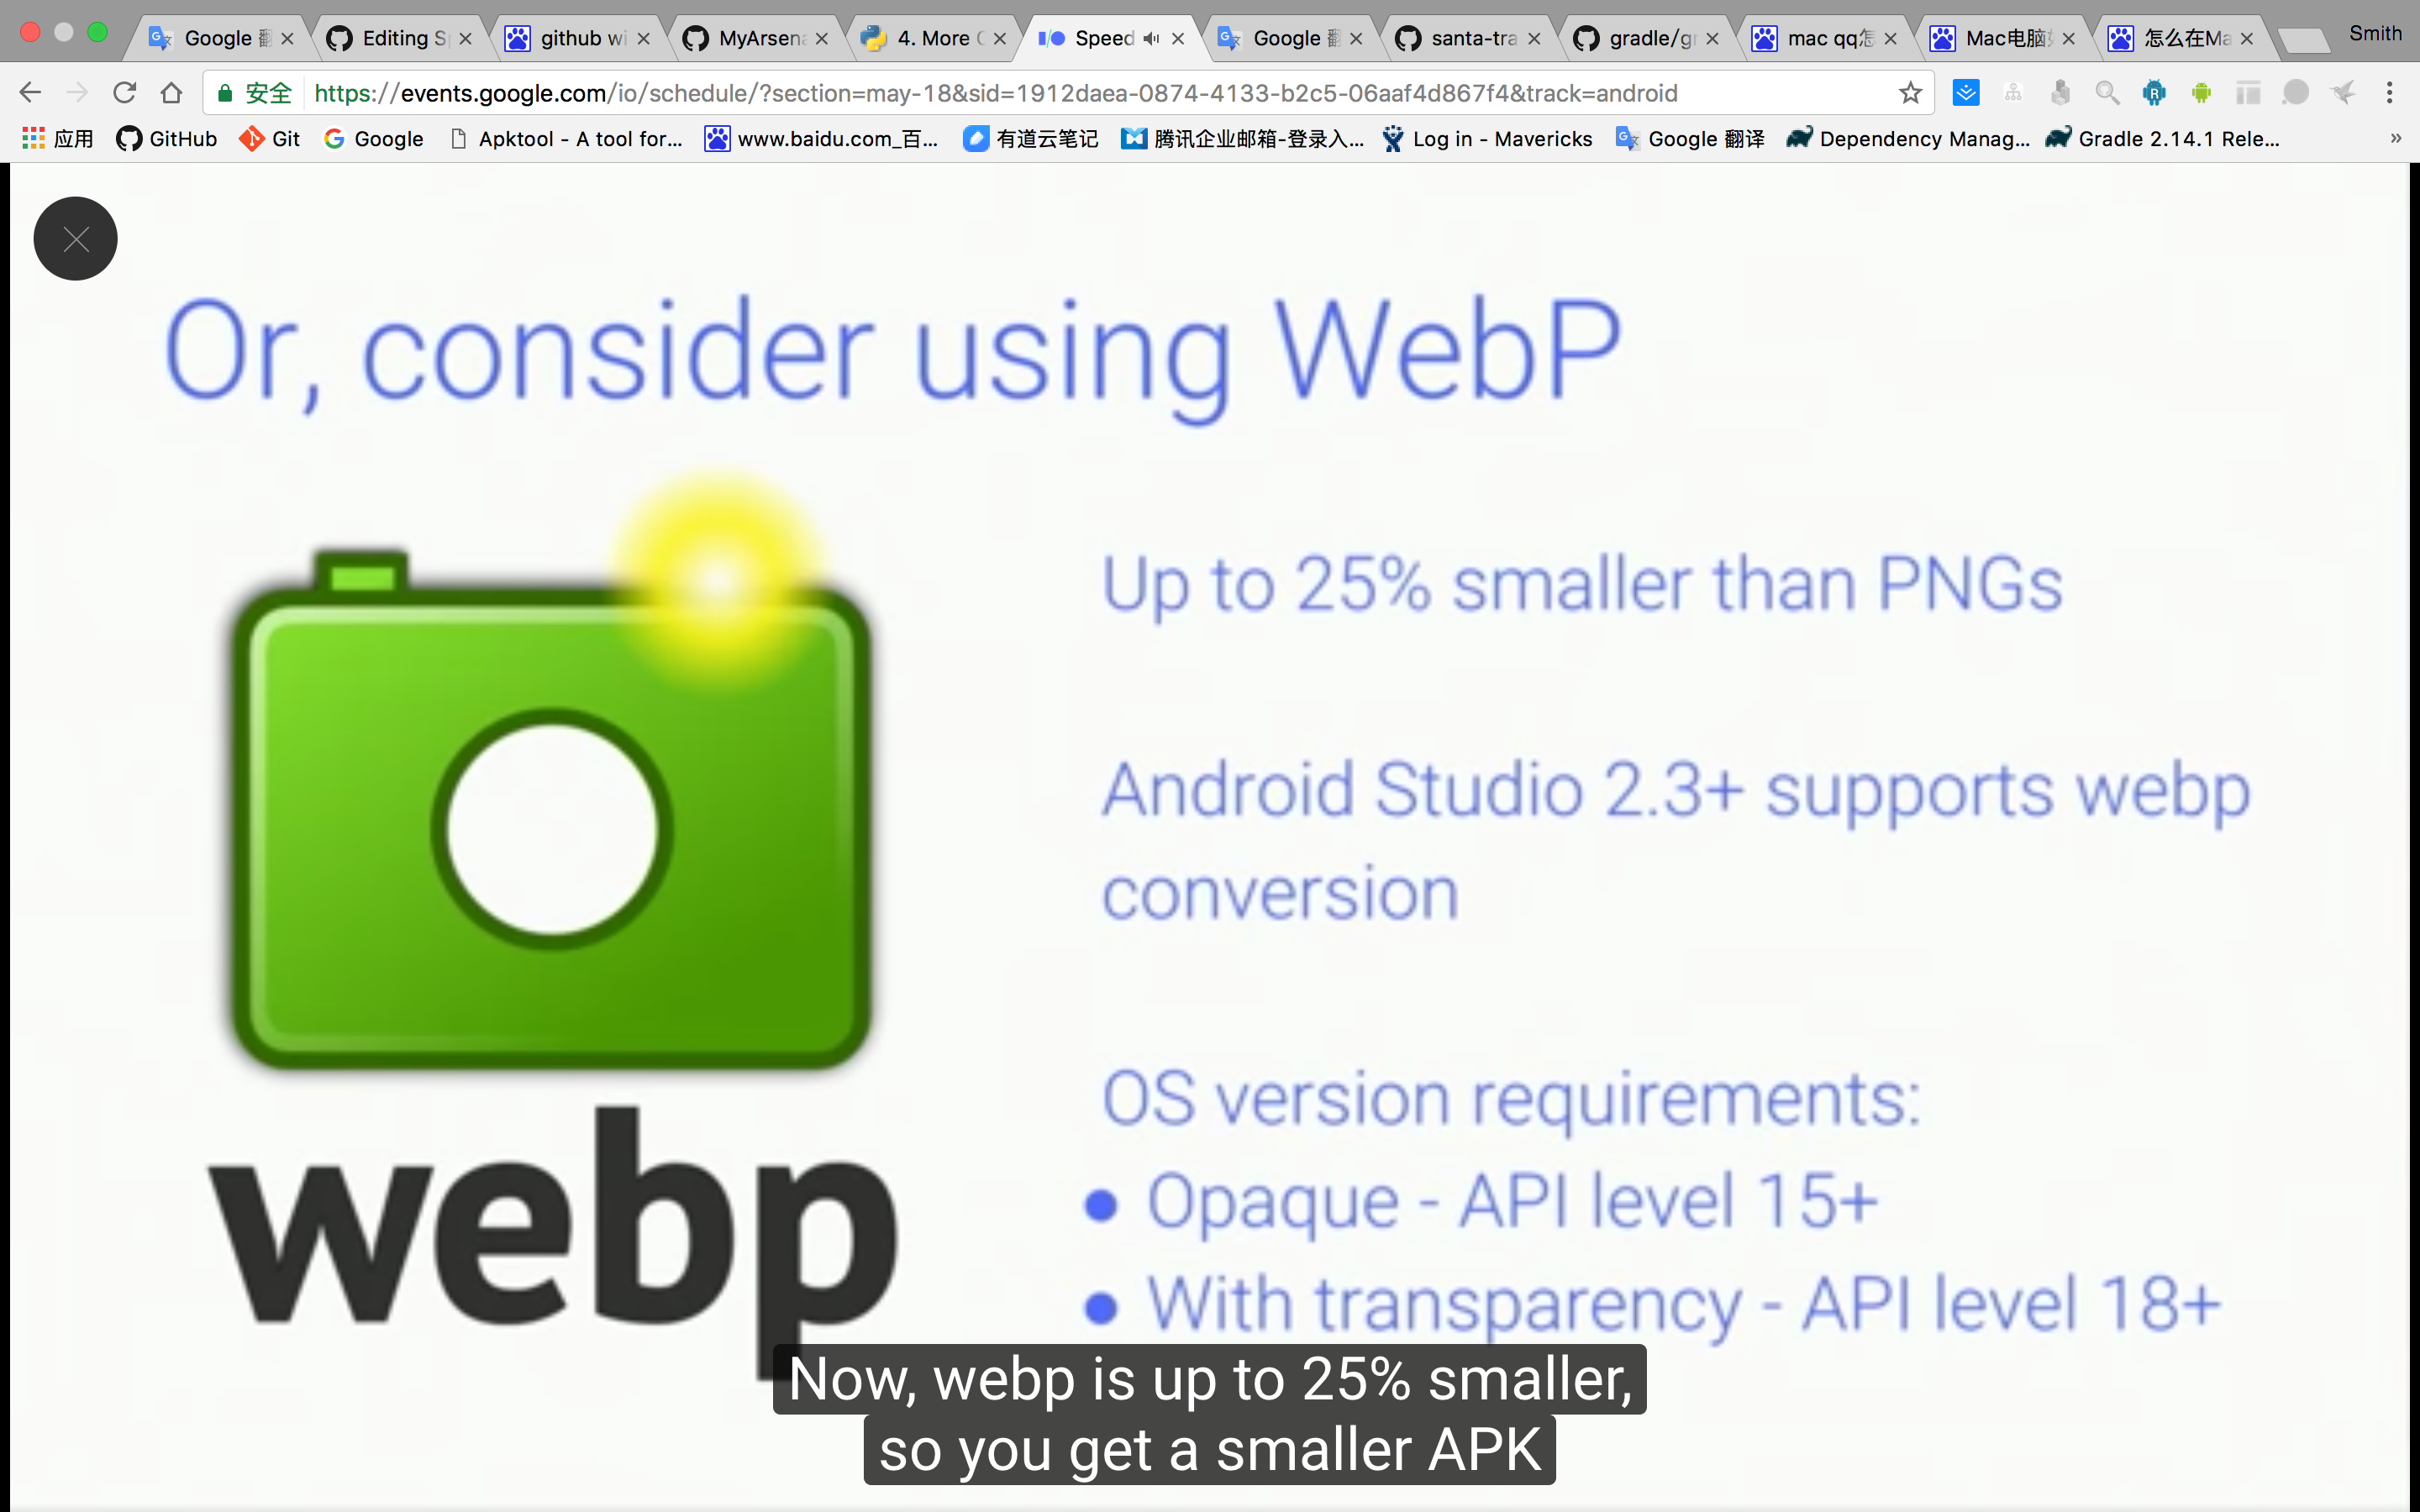 Google 翻
Editing S
github wi
MyArsena
4. More C
Speed
Google 翻
santa-tra
gradle/gr
mac qq怎
Mac电脑
怎么在Ma
Smith
安全
https://events.google.com/io/schedule/?section=may-18&sid=1912daea-0874-4133-b2c5-06aaf4d867f4&track=android
应用
GitHub
Git
Google
Apktool - A tool for...
www.baidu.com_百...
有道云笔记
腾讯企业邮箱-登录入...
Log in - Mavericks
Google 翻译
Dependency Manag...
Gradle 2.14.1 Rele...
»
Or, consider using WebP
Up to 25% smaller than PNGs
Android Studio 2.3+ supports webp
conversion
OS version requirements:
● Opaque - API level 15+
● With transparency - API level 18+
webp
Now, webp is up to 25% smaller,
so you get a smaller APK